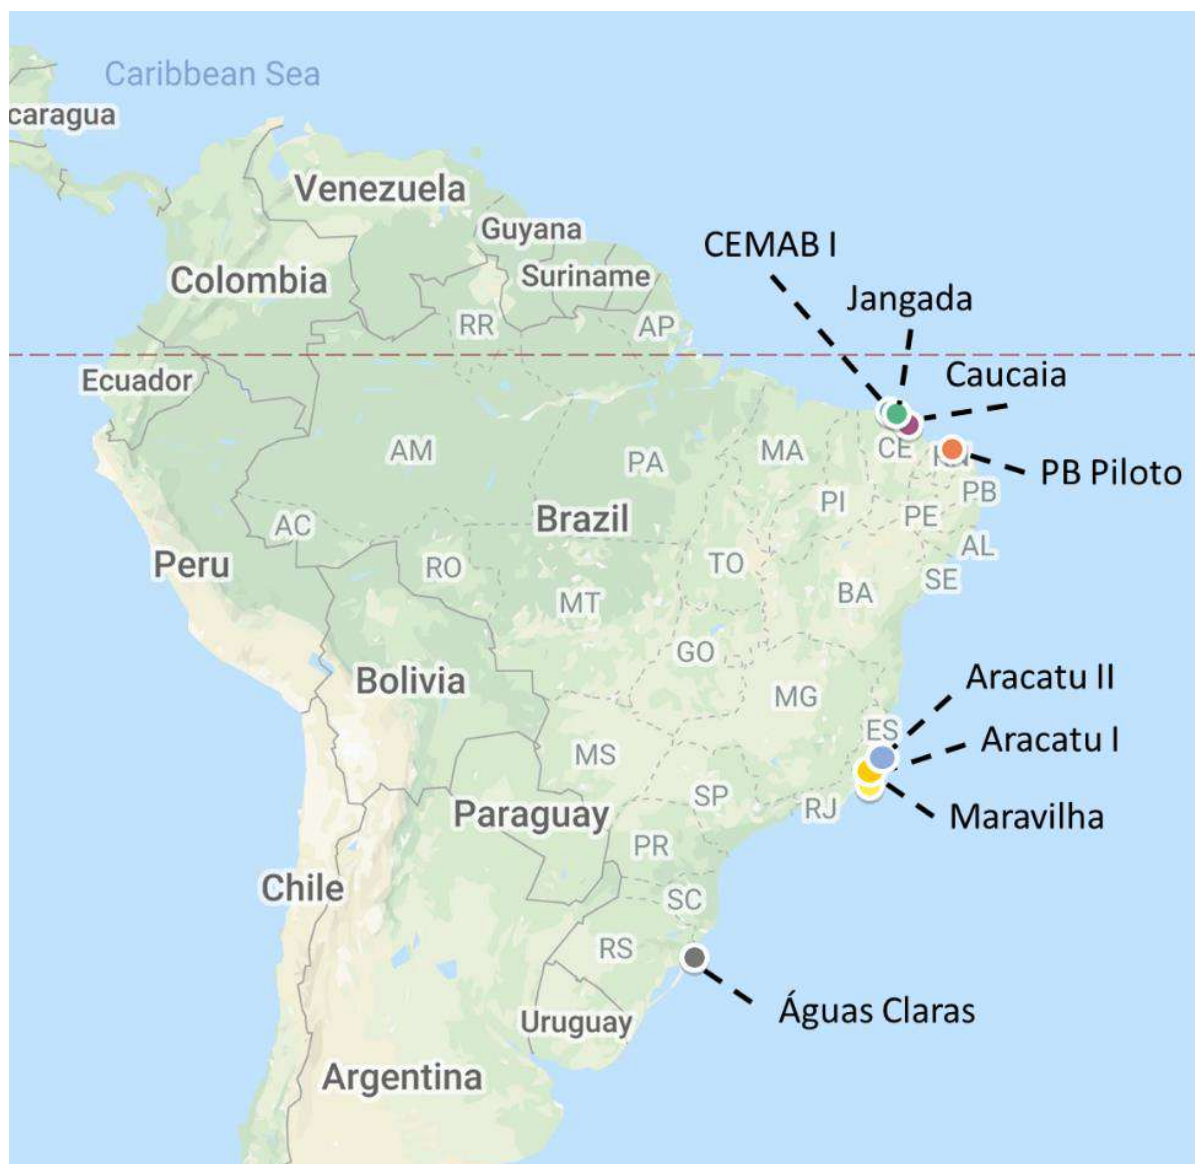 Caribbean Sea
caragua
Venezuela
Guyana
CEMAB I
Colombia
Suriname
Jangada
RR
AP
Ecuador
Caucaia
AM
PA
MA
CE
RN
PB Piloto
PI
PB
Brazil
PE
AC
AL
Peru
RO
TO
SE
MT
BA
GO
Bolivia
MG
Aracatu II
ES
Aracatu I
MS
SP
RJ
Maravilha
Paraguay
PR
Chile
SC
RS
Águas Claras
Uruguay
Argentina